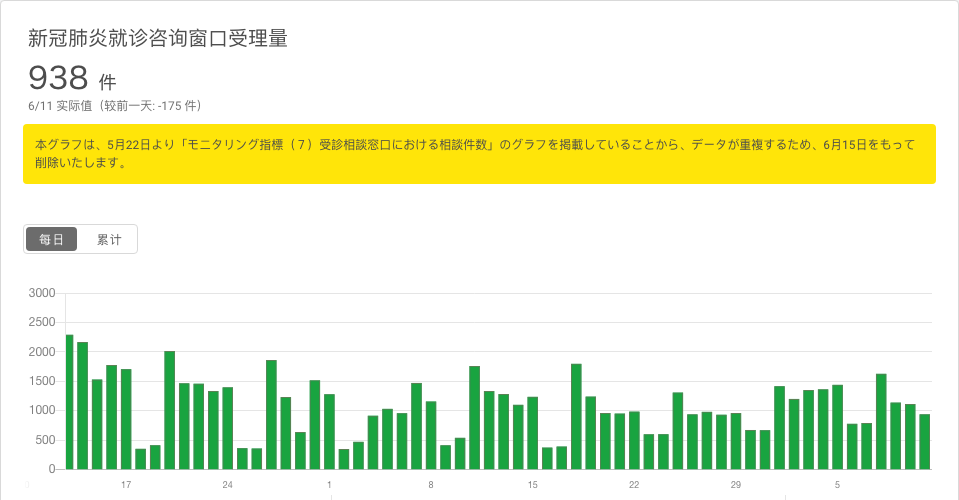 新冠肺炎就诊咨询窗口受理量
938 件
6/11 实际值（较前一天: -175 件）
本グラフは、5月22日より「モニタリング指標（７）受診相談窓口における相談件数」のグラフを掲載していることから、データが重複するため、6月15日をもって
削除いたします。
每日 累计
3000
2500
2000
1500
1000
500
0
17 24 1 8 15 22 29 5